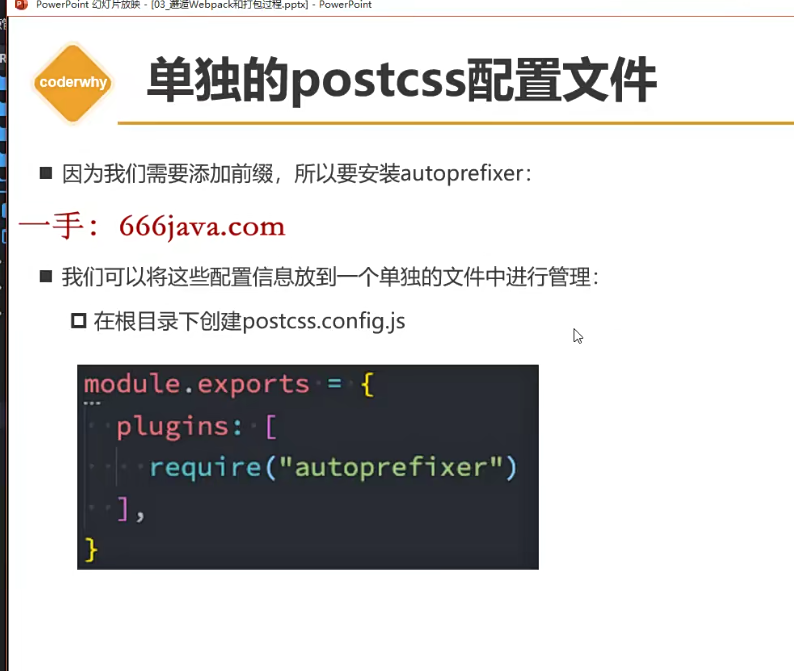 PowerPoint 幻灯片放映 - [03_邂逅Webpack和打包过程.pptx] - PowerPoint
coderwhy
单独的postcss配置文件
因为我们需要添加前缀，所以要安装autoprefixer：
一手：666java.com
我们可以将这些配置信息放到一个单独的文件中进行管理：
在根目录下创建postcss.config.js
module.exports = {
plugins: [
require("autoprefixer")
],
}